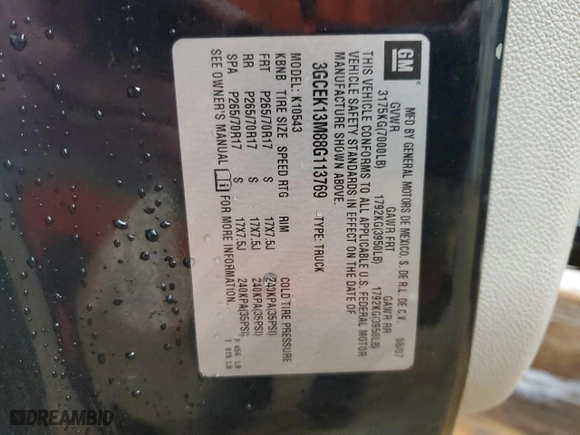 GM
MFD BY GENERAL MOTORS DE MEXICO, S. DE R.L. DE C.V. 08/07
GVWR GAWR FRT GAWR RR
3175KG(7000LB) 1792KG(3950LB) 1792KG(3950LB)
THIS VEHICLE CONFORMS TO ALL APPLICABLE U.S. FEDERAL MOTOR
VEHICLE SAFETY STANDARDS IN EFFECT ON THE DATE OF
MANUFACTURE SHOWN ABOVE.
3GCEK13M88G113769 TYPE: TRUCK
MODEL: K10543
KBNB TIRE SIZE SPEED RTG RIM COLD TIRE PRESSURE
FRT P265/70R17 S 17X7.5J 240KPA(35PSI)
RR P265/70R17 S 17X7.5J 240KPA(35PSI)
SPA P265/70R17 S 17X7.5J 240KPA(35PSI)
SEE OWNER'S MANUAL FOR MORE INFORMATION.
F 456 LB
T 815 LB
DREAMBID